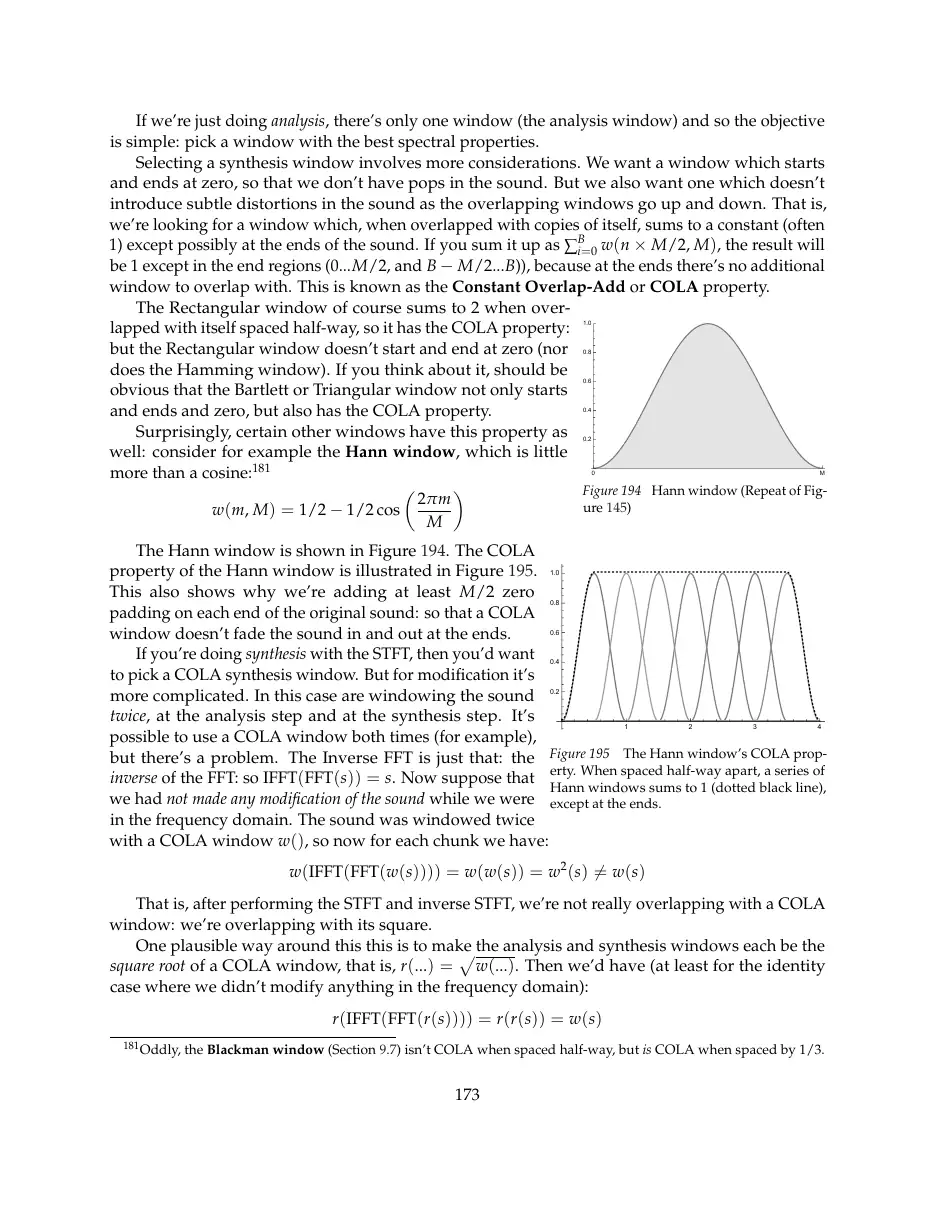 If we're just doing analysis, there's only one window (the analysis window) and so the objective
is simple: pick a window with the best spectral properties.
Selecting a synthesis window involves more considerations. We want a window which starts
and ends at zero, so that we don't have pops in the sound. But we also want one which doesn't
introduce subtle distortions in the sound as the overlapping windows go up and down. That is,
we're looking for a window which, when overlapped with copies of itself, sums to a constant (often
1) except possibly at the ends of the sound. If you sum it up as ∑_{i=0}^{B} w(n × M/2, M), the result will
be 1 except in the end regions (0...M/2, and B − M/2...B)), because at the ends there's no additional
window to overlap with. This is known as the Constant Overlap-Add or COLA property.
The Rectangular window of course sums to 2 when over-
lapped with itself spaced half-way, so it has the COLA property:
but the Rectangular window doesn't start and end at zero (nor
does the Hamming window). If you think about it, should be
obvious that the Bartlett or Triangular window not only starts
and ends and zero, but also has the COLA property.
Surprisingly, certain other windows have this property as
well: consider for example the Hann window, which is little
more than a cosine:181
w(m, M) = 1/2 − 1/2 cos (2πm/M)
1.0
0.8
0.6
0.4
0.2
0 M
Figure 194 Hann window (Repeat of Fig-
ure 145)
The Hann window is shown in Figure 194. The COLA
property of the Hann window is illustrated in Figure 195.
This also shows why we're adding at least M/2 zero
padding on each end of the original sound: so that a COLA
window doesn't fade the sound in and out at the ends.
If you're doing synthesis with the STFT, then you'd want
to pick a COLA synthesis window. But for modification it's
more complicated. In this case are windowing the sound
twice, at the analysis step and at the synthesis step. It's
possible to use a COLA window both times (for example),
but there's a problem. The Inverse FFT is just that: the
inverse of the FFT: so IFFT(FFT(s)) = s. Now suppose that
we had not made any modification of the sound while we were
in the frequency domain. The sound was windowed twice
with a COLA window w(), so now for each chunk we have:
1.0
0.8
0.6
0.4
0.2
1 2 3 4
Figure 195 The Hann window's COLA prop-
erty. When spaced half-way apart, a series of
Hann windows sums to 1 (dotted black line),
except at the ends.
w(IFFT(FFT(w(s)))) = w(w(s)) = w²(s) ≠ w(s)
That is, after performing the STFT and inverse STFT, we're not really overlapping with a COLA
window: we're overlapping with its square.
One plausible way around this this is to make the analysis and synthesis windows each be the
square root of a COLA window, that is, r(...) = √w(...). Then we'd have (at least for the identity
case where we didn't modify anything in the frequency domain):
r(IFFT(FFT(r(s)))) = r(r(s)) = w(s)
181Oddly, the Blackman window (Section 9.7) isn't COLA when spaced half-way, but is COLA when spaced by 1/3.
173